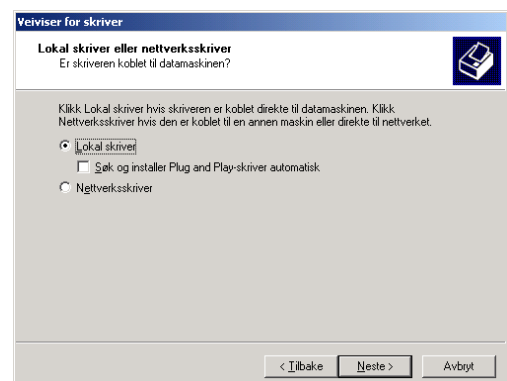 Veiviser for skriver
Lokal skriver eller nettverksskriver
Er skriveren koblet til datamaskinen?
Klikk Lokal skriver hvis skriveren er koblet direkte til datamaskinen. Klikk
Nettverksskriver hvis den er koblet til en annen maskin eller direkte til nettverket.
Lokal skriver
Søk og installer Plug and Play-skriver automatisk
Nettverksskriver
< Tilbake Neste > Avbryt